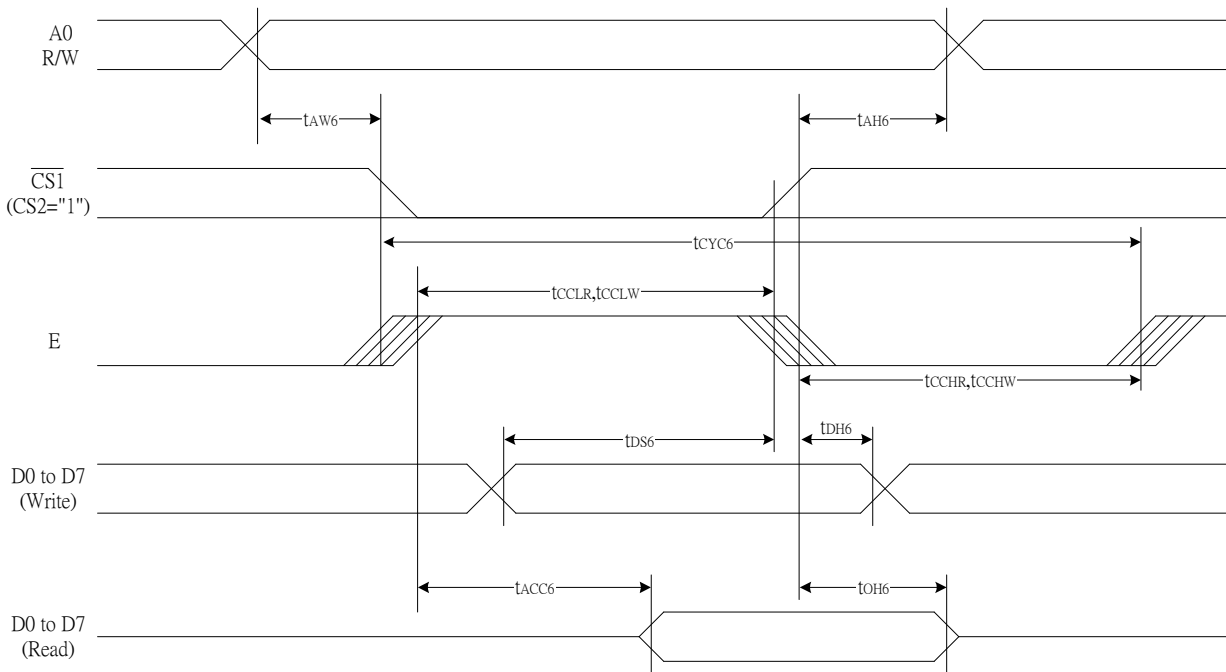 A0
R/W
tAW6
tAH6
CS1
(CS2="1")
tCYC6
tCCLR,tCCLW
E
tCCHR,tCCHW
tDS6
tDH6
D0 to D7
(Write)
tACC6
tOH6
D0 to D7
(Read)